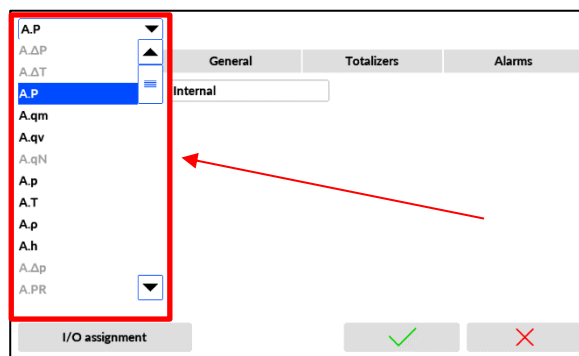 A.P
A.ΔP
A.ΔT
General Totalizers Alarms
A.P Internal
A.qm
A.qv
A.qN
A.p
A.T
A.ρ
A.h
A.Δp
A.PR
I/O assignment